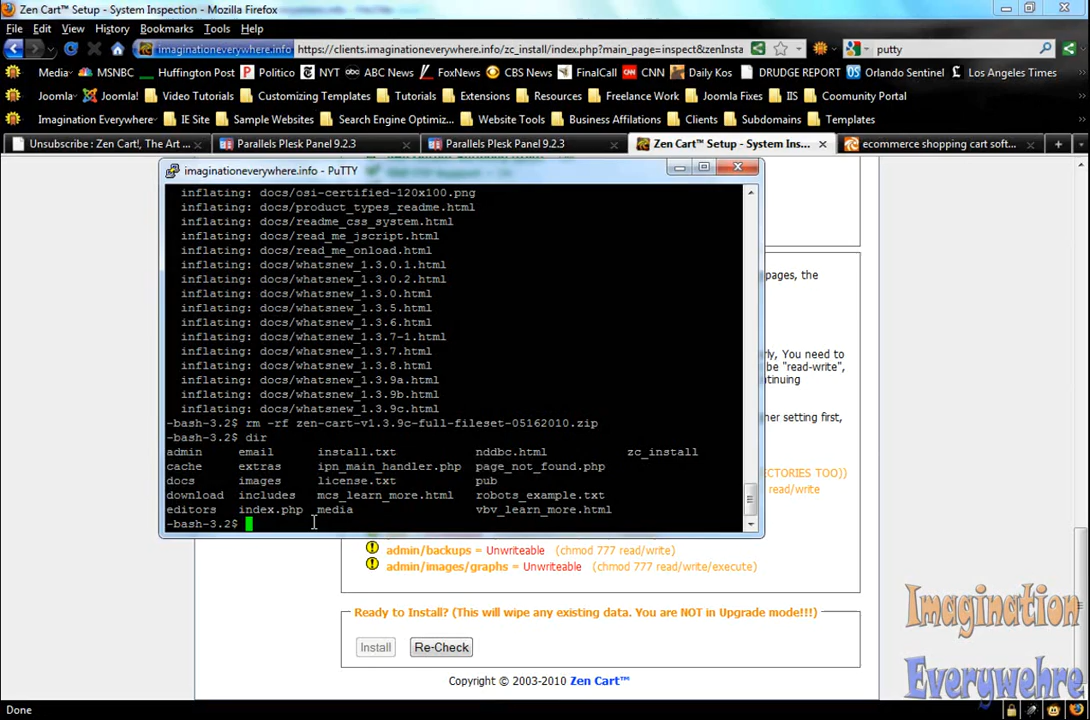 Zen Cart™ Setup - System Inspection - Mozilla Firefox
File Edit View History Bookmarks Tools Help
imaginationeverywhere.info https://clients.imaginationeverywhere.info/zc_install/index.php?main_page=inspect&zenInsta putty
Media MSNBC Huffington Post Politico NYT ABC News FoxNews CBS News FinalCall CNN Daily Kos DRUDGE REPORT Orlando Sentinel Los Angeles Times
Joomla Joomla! Video Tutorials Customizing Templates Tutorials Extensions Resources Freelance Work Joomla Fixes IIS Coomunity Portal
Imagination Everywhere IE Site Sample Websites Search Engine Optimiz... Website Tools Business Affiliations Clients Subdomains Templates
Unsubscribe : Zen Cart!, The Art ... Parallels Plesk Panel 9.2.3 Parallels Plesk Panel 9.2.3 Zen Cart™ Setup - System Ins... ecommerce shopping cart soft...
imaginationeverywhere.info - PuTTY
inflating: docs/osi-certified-120x100.png
inflating: docs/product_types_readme.html
inflating: docs/readme_css_system.html
inflating: docs/read_me_jscript.html
inflating: docs/read_me_onload.html
inflating: docs/whatsnew_1.3.0.1.html
inflating: docs/whatsnew_1.3.0.2.html
inflating: docs/whatsnew_1.3.0.html
inflating: docs/whatsnew_1.3.5.html
inflating: docs/whatsnew_1.3.6.html
inflating: docs/whatsnew_1.3.7-1.html
inflating: docs/whatsnew_1.3.7.html
inflating: docs/whatsnew_1.3.8.html
inflating: docs/whatsnew_1.3.9a.html
inflating: docs/whatsnew_1.3.9b.html
inflating: docs/whatsnew_1.3.9c.html
-bash-3.2$ rm -rf zen-cart-v1.3.9c-full-fileset-05162010.zip
-bash-3.2$ dir
admin email install.txt nddbc.html zc_install
cache extras ipn_main_handler.php page_not_found.php
docs images license.txt pub
download includes mcs_learn_more.html robots_example.txt
editors index.php media vbv_learn_more.html
-bash-3.2$
pages, the
rly, You need to
be "read-write",
ntinuing
her setting first,
ECTORIES TOO))
read/write
admin/backups = Unwriteable (chmod 777 read/write)
admin/images/graphs = Unwriteable (chmod 777 read/write/execute)
Ready to Install? (This will wipe any existing data. You are NOT in Upgrade mode!!!)
Install Re-Check
Copyright © 2003-2010 Zen Cart™
Imagination
Everywehre
Done